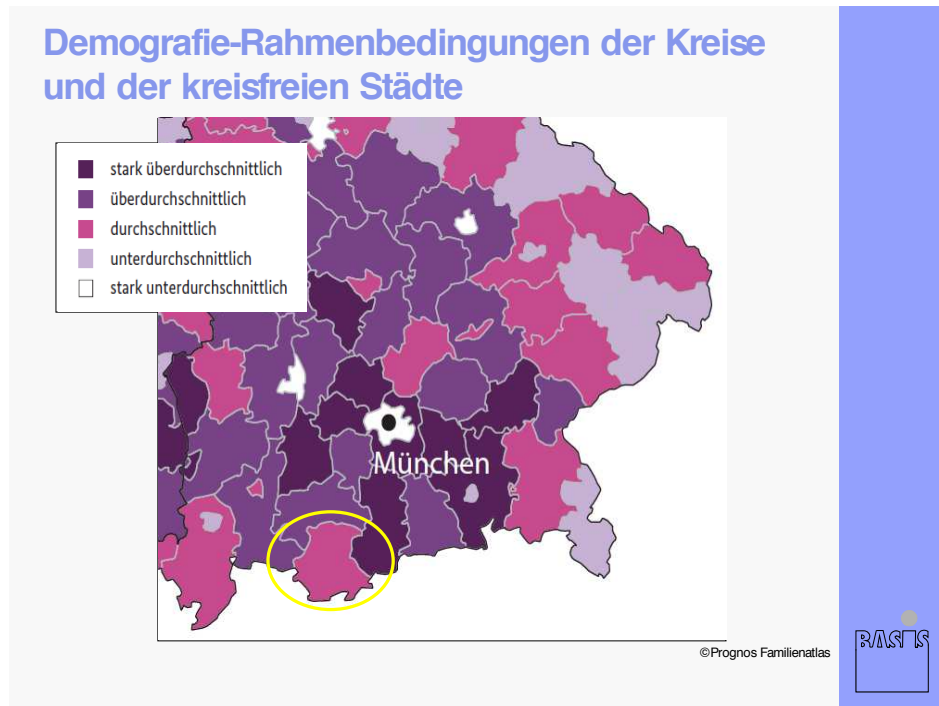 Demografie-Rahmenbedingungen der Kreise
und der kreisfreien Städte
stark überdurchschnittlich
überdurchschnittlich
durchschnittlich
unterdurchschnittlich
stark unterdurchschnittlich
München
©Prognos Familienatlas
BASIS